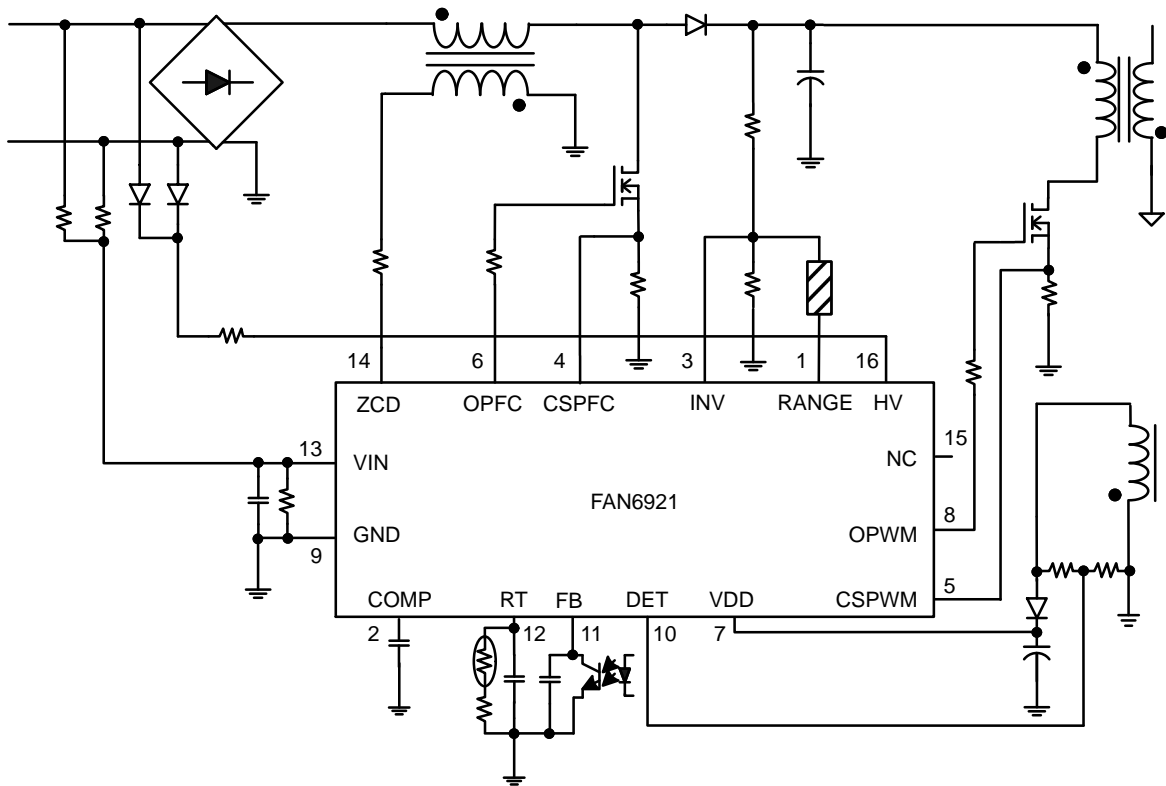 14 6 4 3 1 16
ZCD OPFC CSPFC INV RANGE HV
15
13 VIN NC
FAN6921
8
GND OPWM
9
5
COMP RT FB DET VDD CSPWM
2 12 11 10 7